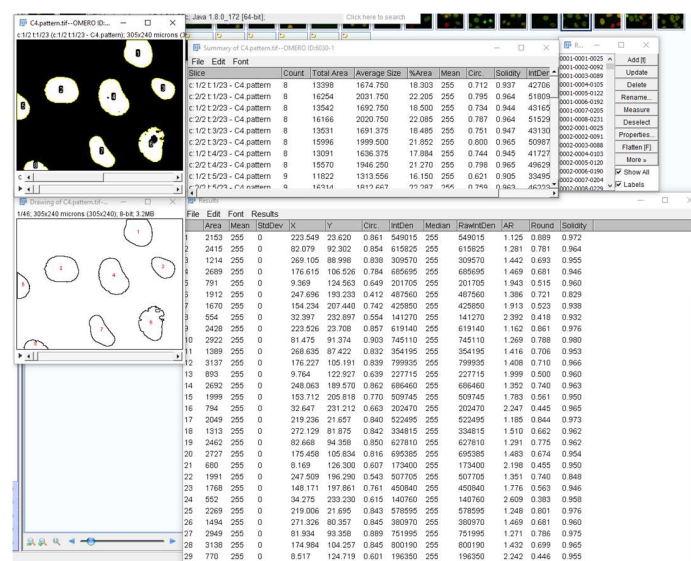 c: Java 1.8.0_172 [64-bit];
Click here to search
C4.pattern.tif--OMERO ID:...
c:1/2 t:1/23 (c:1/2 t:1/23 - C4.pattern); 305x240 microns (3
Summary of C4.pattern.tif--OMERO ID:6030-1
File Edit Font
Slice Count Total Area Average Size %Area Mean Circ. Solidity IntDen
c:1/2 t:1/23 - C4.pattern 8 13398 1674.750 18.303 255 0.712 0.937 42706
c:2/2 t:1/23 - C4.pattern 8 16254 2031.750 22.205 255 0.795 0.964 51809
c:1/2 t:2/23 - C4.pattern 8 13542 1692.750 18.500 255 0.734 0.944 43165
c:2/2 t:2/23 - C4.pattern 8 16166 2020.750 22.085 255 0.787 0.964 51529
c:1/2 t:3/23 - C4.pattern 8 13531 1691.375 18.485 255 0.751 0.947 43130
c:2/2 t:3/23 - C4.pattern 8 15996 1999.500 21.852 255 0.800 0.965 50987
c:1/2 t:4/23 - C4.pattern 8 13091 1636.375 17.884 255 0.744 0.945 41727
c:2/2 t:4/23 - C4.pattern 8 15570 1946.250 21.270 255 0.798 0.965 49629
c:1/2 t:5/23 - C4.pattern 9 11822 1313.556 16.150 255 0.621 0.905 33495
c:2/2 t:5/23 - C4.pattern 9 16314 1812.667 22.287 255 0.759 0.963 46223
R...
0001-0001-0025
0001-0002-0092
0001-0003-0089
0001-0004-0105
0001-0005-0122
0001-0006-0192
0001-0007-0205
0001-0008-0231
0002-0001-0025
0002-0002-0091
0002-0003-0088
0002-0004-0103
0002-0005-0120
0002-0006-0190
0002-0007-0204
0002-0008-0229
Add [t]
Update
Delete
Rename...
Measure
Deselect
Properties...
Flatten [F]
More »
Show All
Labels
c
Drawing of C4.pattern.tif-...
1/46; 305x240 microns (305x240); 8-bit; 3.2MB
1
2
3
4
5
6
7
8
Results
File Edit Font Results
Area Mean StdDev X Y Circ. IntDen Median RawIntDen AR Round Solidity
1 2153 255 0 223.549 23.620 0.861 549015 255 549015 1.125 0.889 0.972
2 2415 255 0 82.079 92.302 0.854 615825 255 615825 1.281 0.781 0.964
3 1214 255 0 269.105 88.998 0.838 309570 255 309570 1.442 0.693 0.955
4 2689 255 0 176.615 106.526 0.784 685695 255 685695 1.469 0.681 0.946
5 791 255 0 9.369 124.563 0.649 201705 255 201705 1.943 0.515 0.960
6 1912 255 0 247.696 193.233 0.412 487560 255 487560 1.386 0.721 0.829
7 1670 255 0 154.234 207.440 0.742 425850 255 425850 1.913 0.523 0.938
8 554 255 0 32.397 232.897 0.554 141270 255 141270 2.392 0.418 0.932
9 2428 255 0 223.526 23.708 0.857 619140 255 619140 1.162 0.861 0.976
10 2922 255 0 81.475 91.374 0.903 745110 255 745110 1.269 0.788 0.980
11 1389 255 0 268.635 87.422 0.832 354195 255 354195 1.416 0.706 0.953
12 3137 255 0 176.227 105.191 0.839 799935 255 799935 1.408 0.710 0.966
13 893 255 0 9.764 122.927 0.639 227715 255 227715 1.999 0.500 0.960
14 2692 255 0 248.063 189.570 0.862 686460 255 686460 1.352 0.740 0.963
15 1999 255 0 153.712 205.818 0.770 509745 255 509745 1.783 0.561 0.950
16 794 255 0 32.647 231.212 0.663 202470 255 202470 2.247 0.445 0.965
17 2049 255 0 219.236 21.657 0.840 522495 255 522495 1.185 0.844 0.973
18 1313 255 0 272.129 81.875 0.842 334815 255 334815 1.510 0.662 0.962
19 2462 255 0 82.668 94.358 0.850 627810 255 627810 1.291 0.775 0.962
20 2727 255 0 175.458 105.834 0.816 695385 255 695385 1.483 0.674 0.954
21 680 255 0 8.169 126.300 0.607 173400 255 173400 2.198 0.455 0.950
22 1991 255 0 247.509 196.290 0.543 507705 255 507705 1.351 0.740 0.848
23 1768 255 0 148.171 197.861 0.761 450840 255 450840 1.776 0.563 0.946
24 552 255 0 34.275 233.230 0.615 140760 255 140760 2.609 0.383 0.958
25 2269 255 0 219.006 21.695 0.843 578595 255 578595 1.248 0.801 0.976
26 1494 255 0 271.326 80.357 0.845 380970 255 380970 1.469 0.681 0.960
27 2949 255 0 81.934 93.358 0.889 751995 255 751995 1.271 0.786 0.975
28 3138 255 0 174.984 104.257 0.845 800190 255 800190 1.432 0.699 0.965
29 770 255 0 8.517 124.719 0.601 196350 255 196350 2.242 0.446 0.955